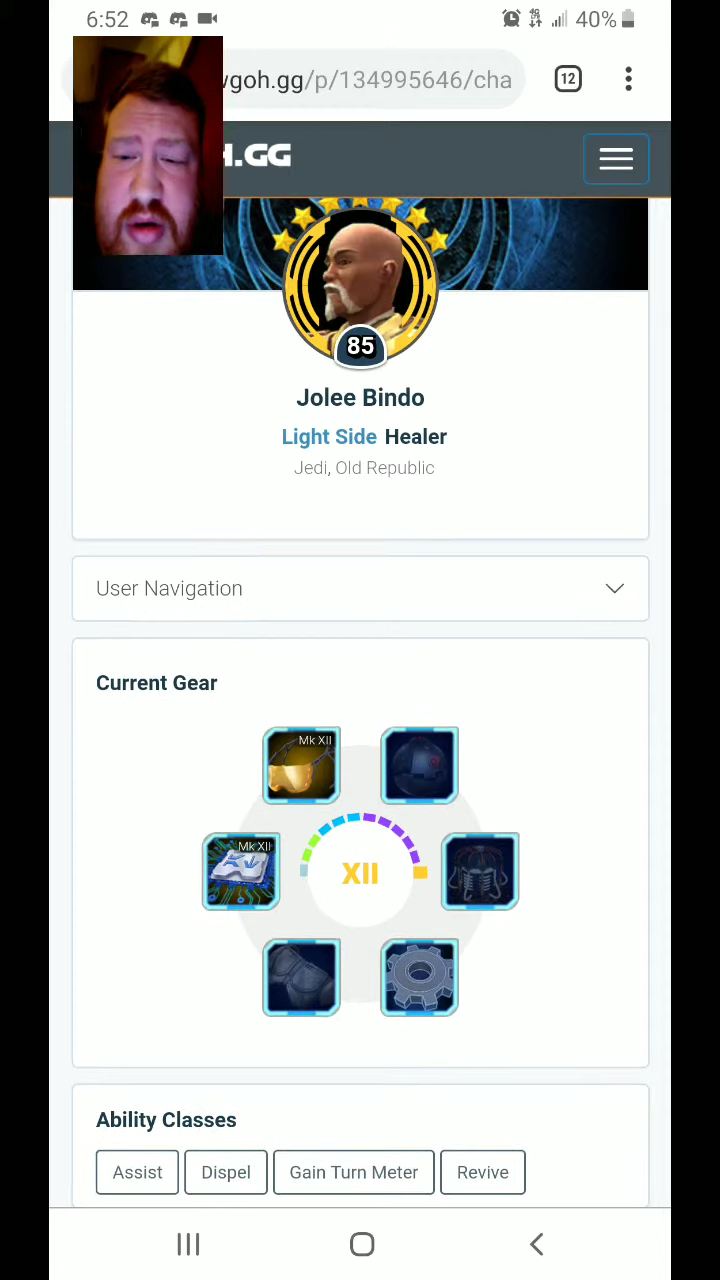 6:52
40%
vgoh.gg/p/134995646/cha
12
H.GG
85
Jolee Bindo
Light Side Healer
Jedi, Old Republic
User Navigation
Current Gear
Mk XII
Mk XII
XII
Ability Classes
Assist
Dispel
Gain Turn Meter
Revive